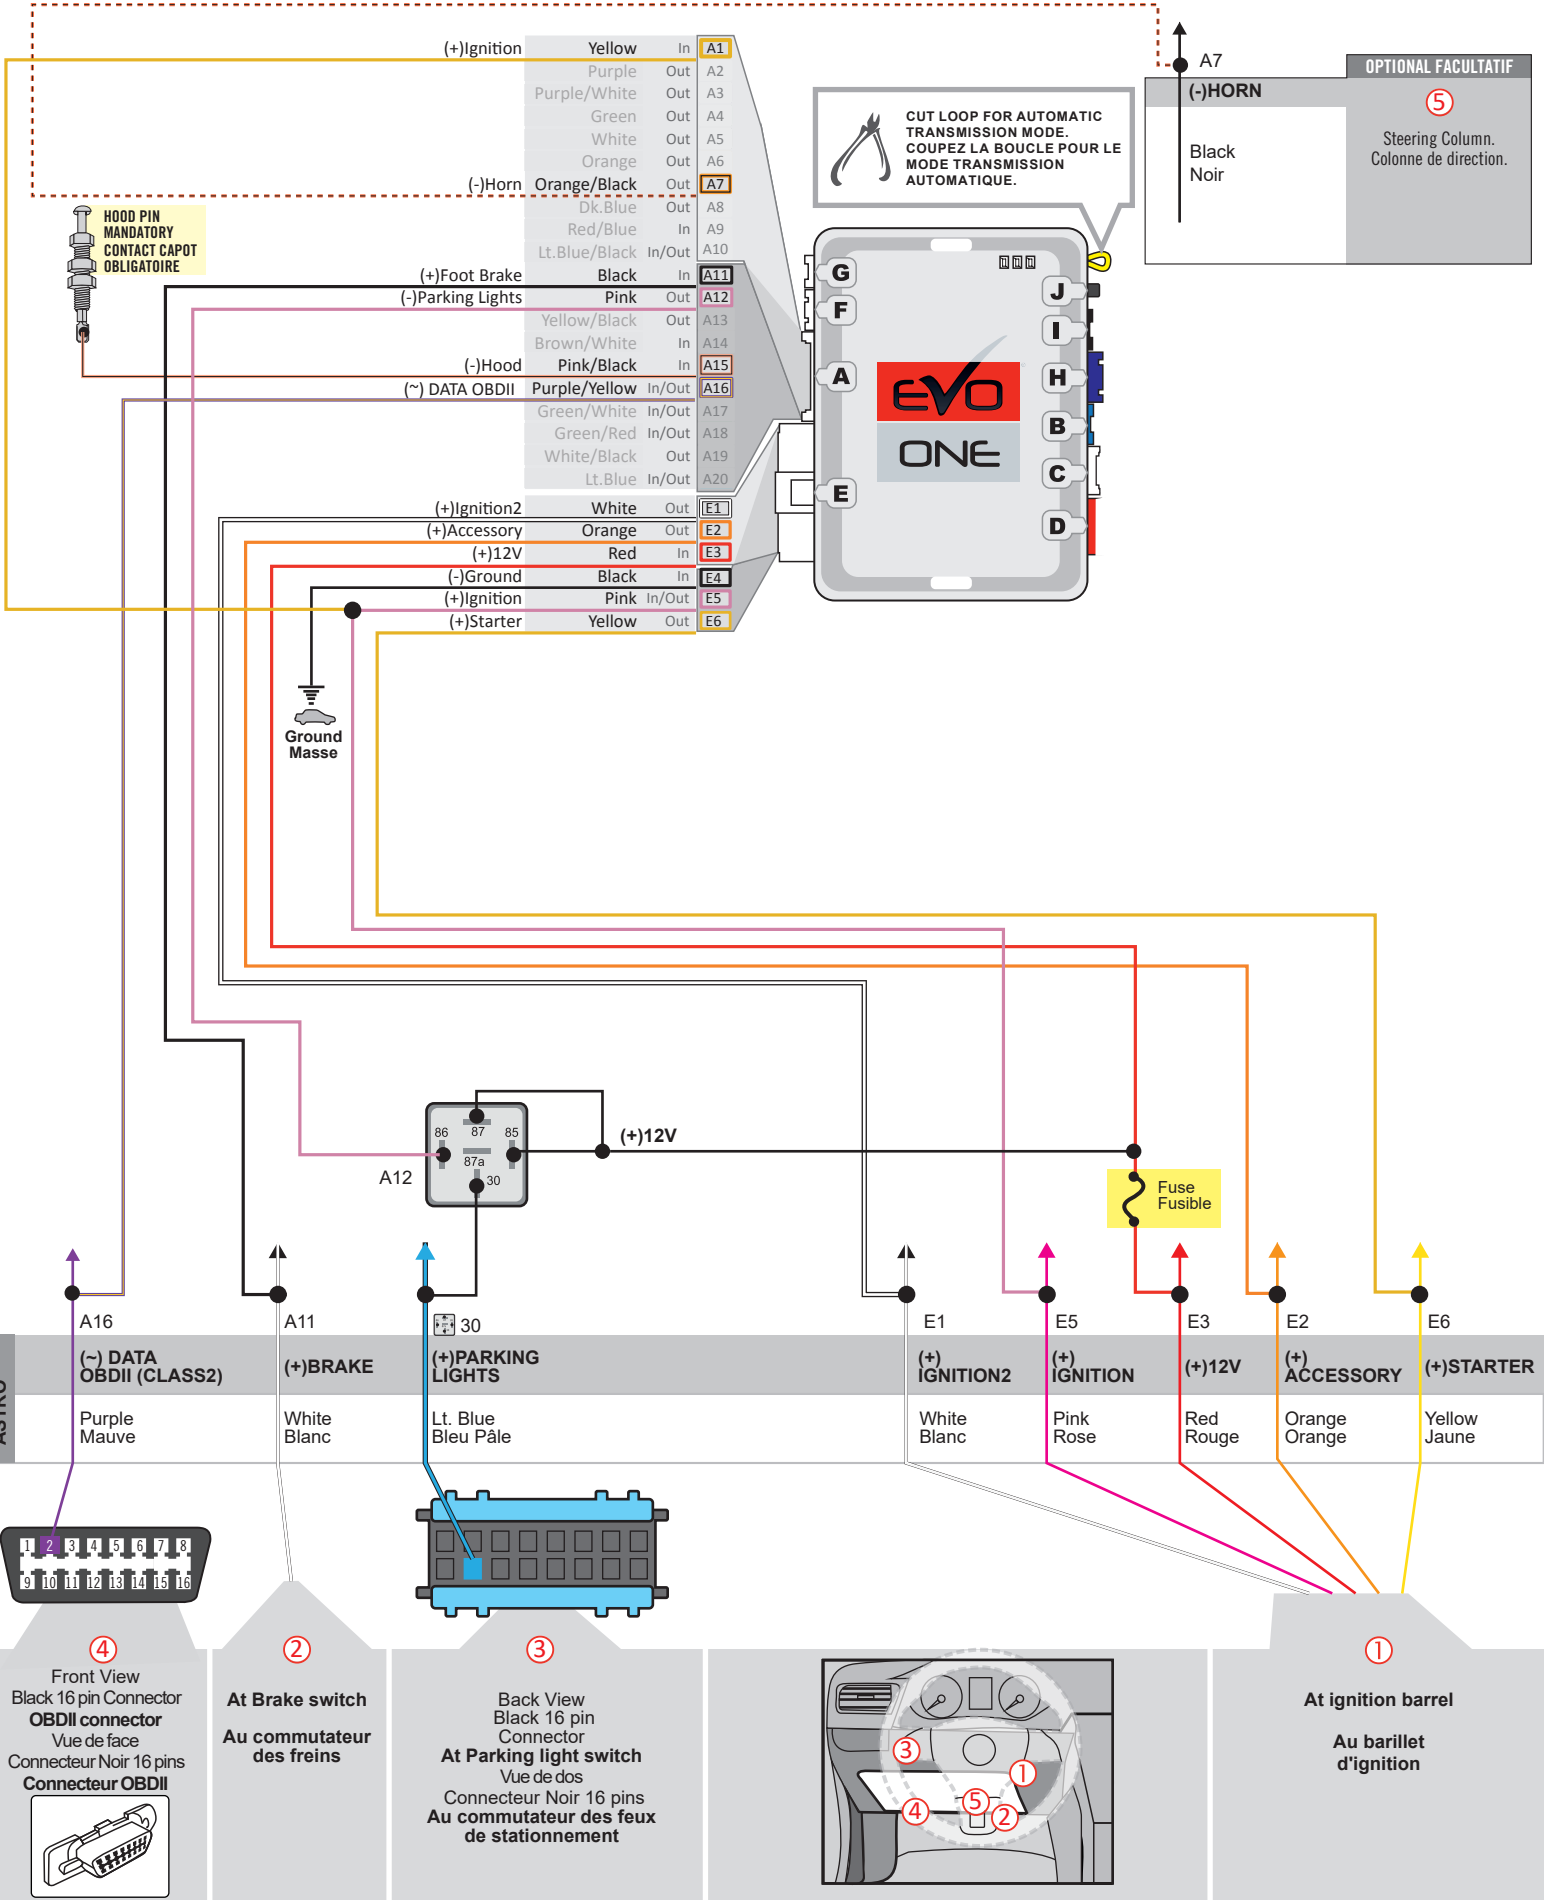 (+)Ignition Yellow In A1
Purple Out A2
Purple/White Out A3
Green Out A4
White Out A5
Orange Out A6
(-)Horn Orange/Black Out A7
Dk.Blue Out A8
Red/Blue In A9
Lt.Blue/Black In/Out A10
(+)Foot Brake Black In A11
(-)Parking Lights Pink Out A12
Yellow/Black Out A13
Brown/White In A14
(-)Hood Pink/Black In A15
(~) DATA OBDII Purple/Yellow In/Out A16
Green/White In/Out A17
Green/Red In/Out A18
White/Black Out A19
Lt.Blue In/Out A20
(+)Ignition2 White Out E1
(+)Accessory Orange Out E2
(+)12V Red In E3
(-)Ground Black In E4
(+)Ignition Pink In/Out E5
(+)Starter Yellow Out E6
HOOD PIN
MANDATORY
CONTACT CAPOT
OBLIGATOIRE
CUT LOOP FOR AUTOMATIC
TRANSMISSION MODE.
COUPEZ LA BOUCLE POUR LE
MODE TRANSMISSION
AUTOMATIQUE.
A7
OPTIONAL FACULTATIF
(-)HORN
5
Black
Noir
Steering Column.
Colonne de direction.
G
F
A
E
J
I
H
B
C
D
EVO
ONE
Ground
Masse
86
87
85
87a
30
A12
(+)12V
Fuse
Fusible
A16
A11
30
E1
E5
E3
E2
E6
ASTRO
(~) DATA
OBDII (CLASS2)
(+)BRAKE
(+)PARKING
LIGHTS
(+)
IGNITION2
(+)
IGNITION
(+)12V
(+)
ACCESSORY
(+)STARTER
Purple
Mauve
White
Blanc
Lt. Blue
Bleu Pâle
White
Blanc
Pink
Rose
Red
Rouge
Orange
Orange
Yellow
Jaune
1 2 3 4 5 6 7 8
9 10 11 12 13 14 15 16
4
Front View
Black 16 pin Connector
OBDII connector
Vue de face
Connecteur Noir 16 pins
Connecteur OBDII
2
At Brake switch
Au commutateur
des freins
3
Back View
Black 16 pin
Connector
At Parking light switch
Vue de dos
Connecteur Noir 16 pins
Au commutateur des feux
de stationnement
3
1
5
4
2
1
At ignition barrel
Au barillet
d'ignition